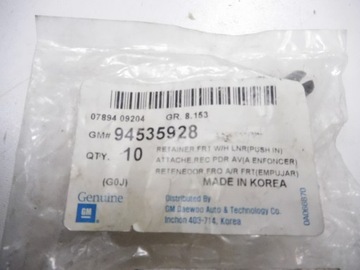 07894 09204 GR. 8.153
GM# 94535928
QTY. 10 RETAINER FRT W/H LNR(PUSH IN)
ATTACHE,REC PDR AV(A ENFONCER)
RETENEDOR FRO A/R FRT(EMPUJAR)
(G0J) MADE IN KOREA
Genuine
GM
Distributed By
GM Daewoo Auto & Technology Co.
Inchon 403-714, Korea